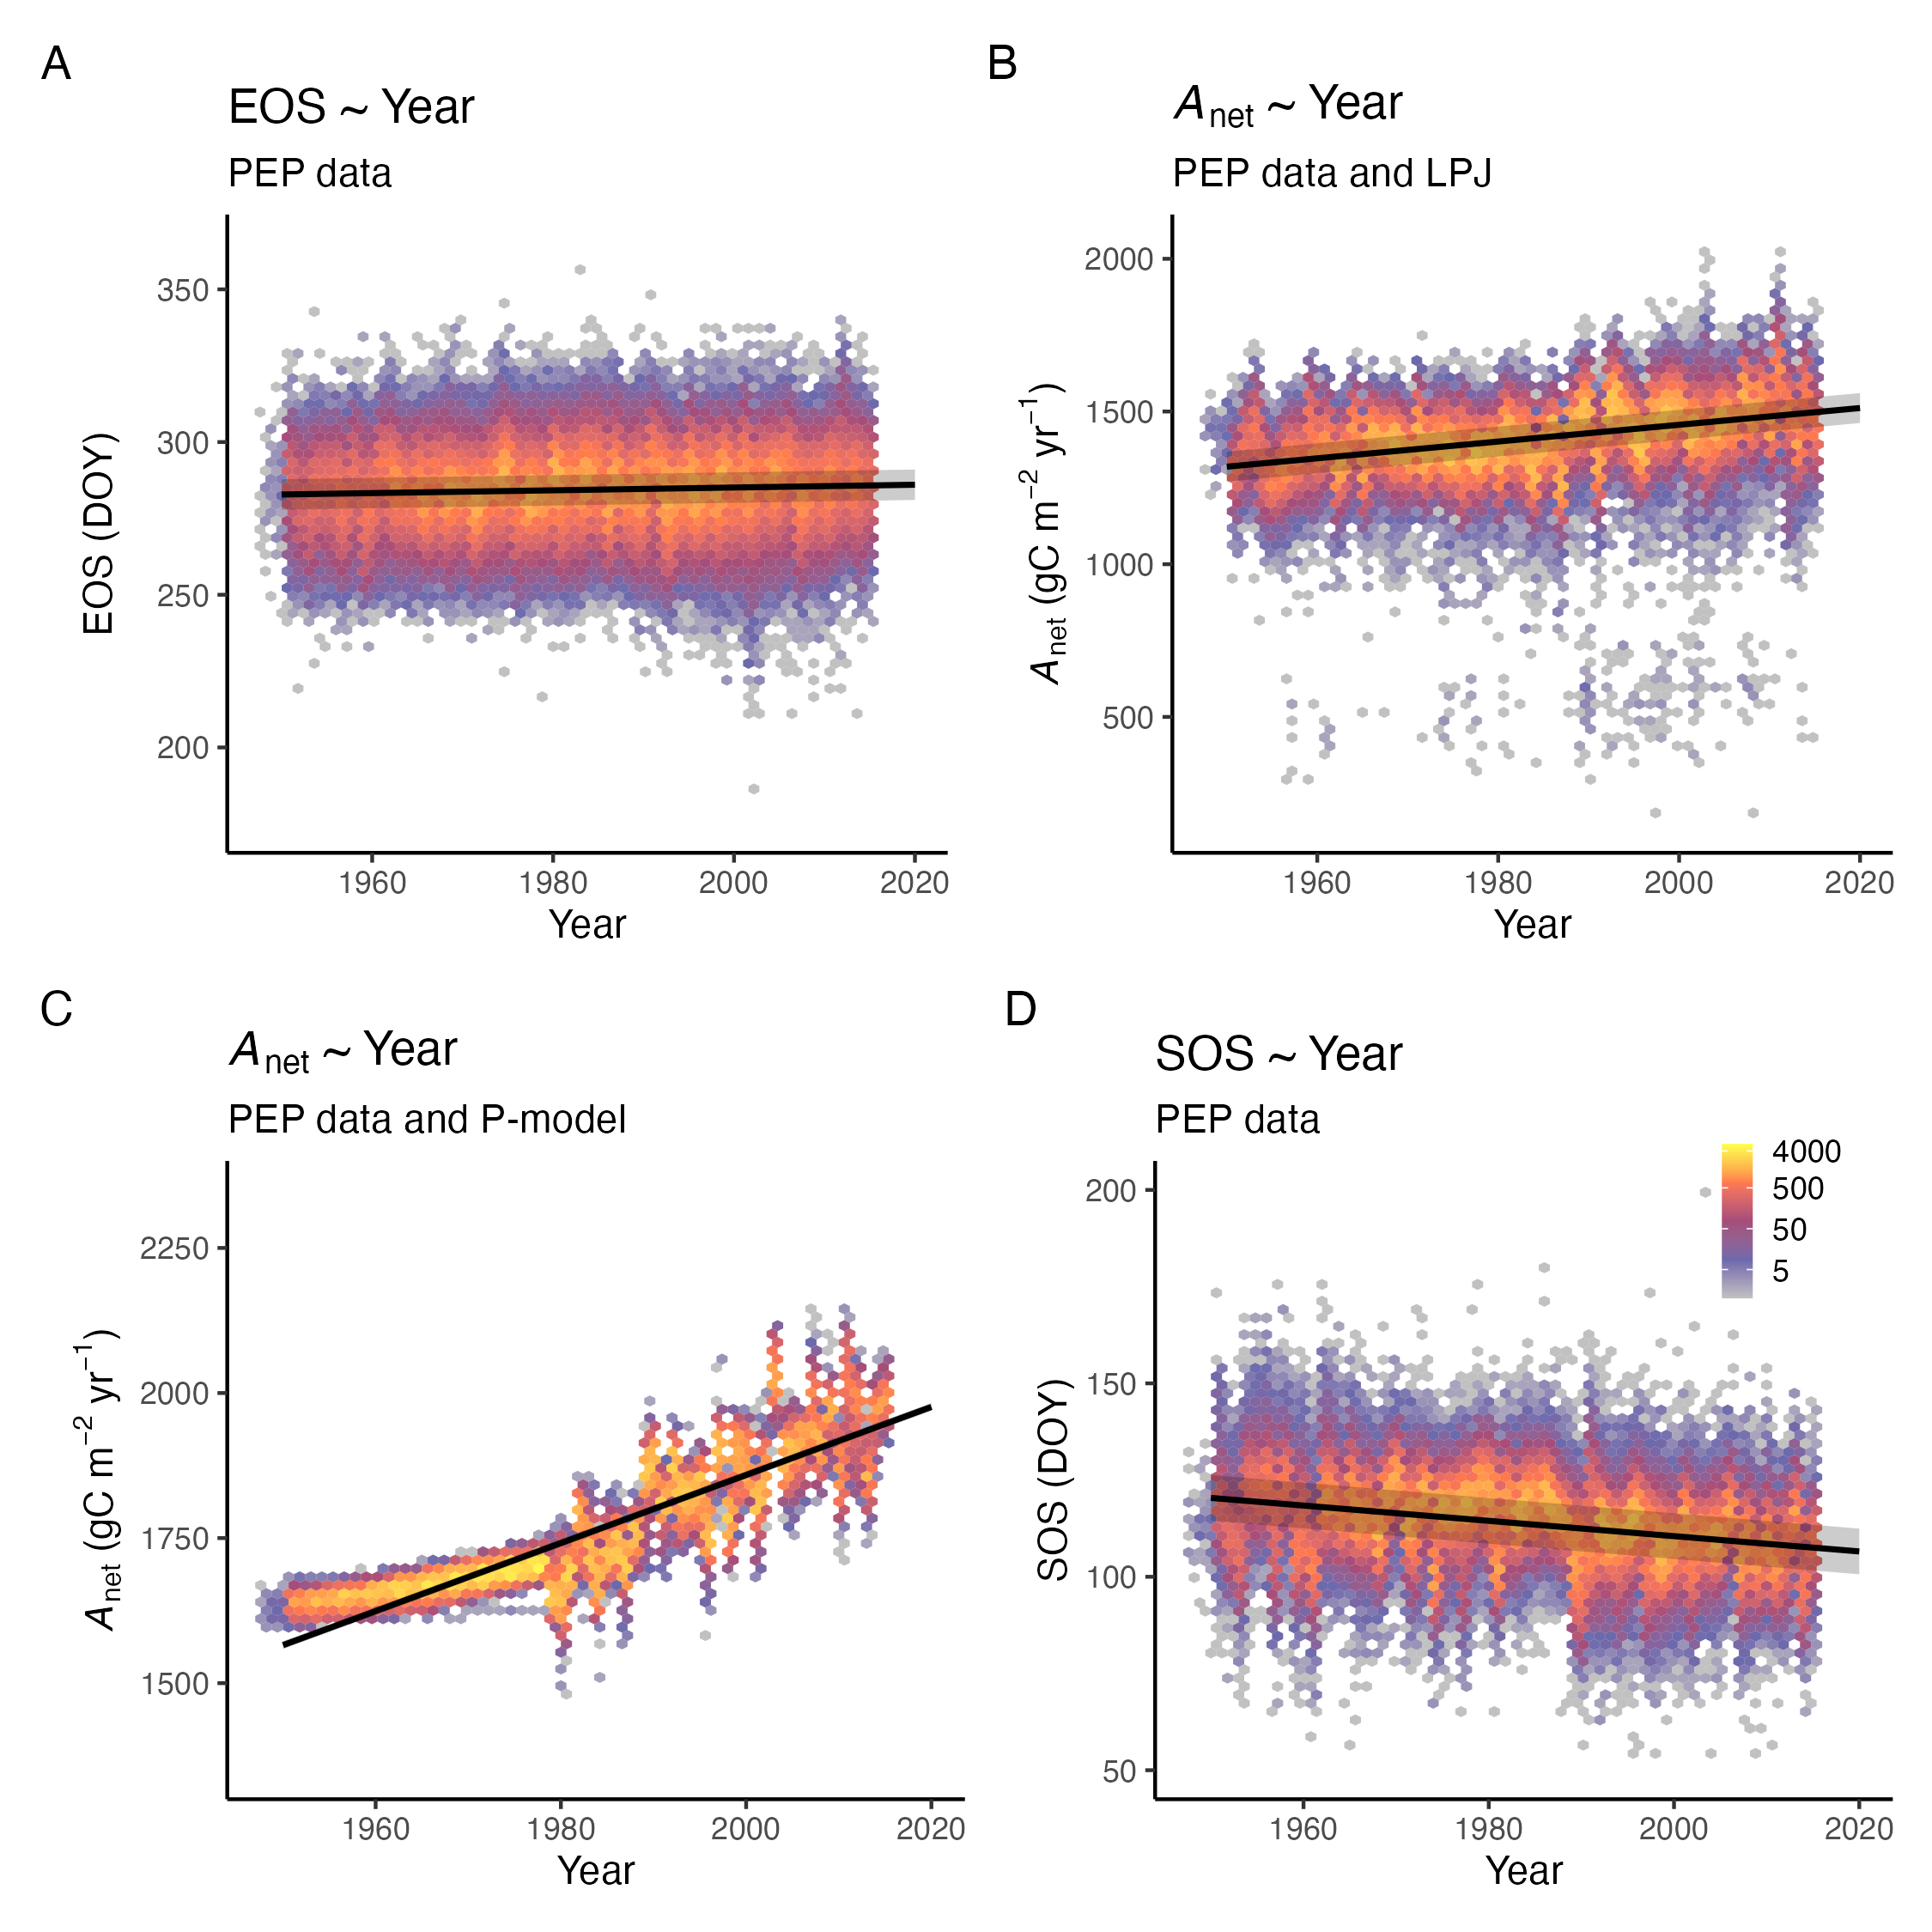 A
EOS ~ Year
PEP data
350
300
250
200
EOS (DOY)
1960 1980 2000 2020
Year
B
Anet ~ Year
PEP data and LPJ
2000
1500
1000
500
Anet (gC m−2 yr−1)
1960 1980 2000 2020
Year
C
Anet ~ Year
PEP data and P-model
2250
2000
1750
1500
Anet (gC m−2 yr−1)
1960 1980 2000 2020
Year
D
SOS ~ Year
PEP data
4000
500
50
5
200
150
100
50
SOS (DOY)
1960 1980 2000 2020
Year